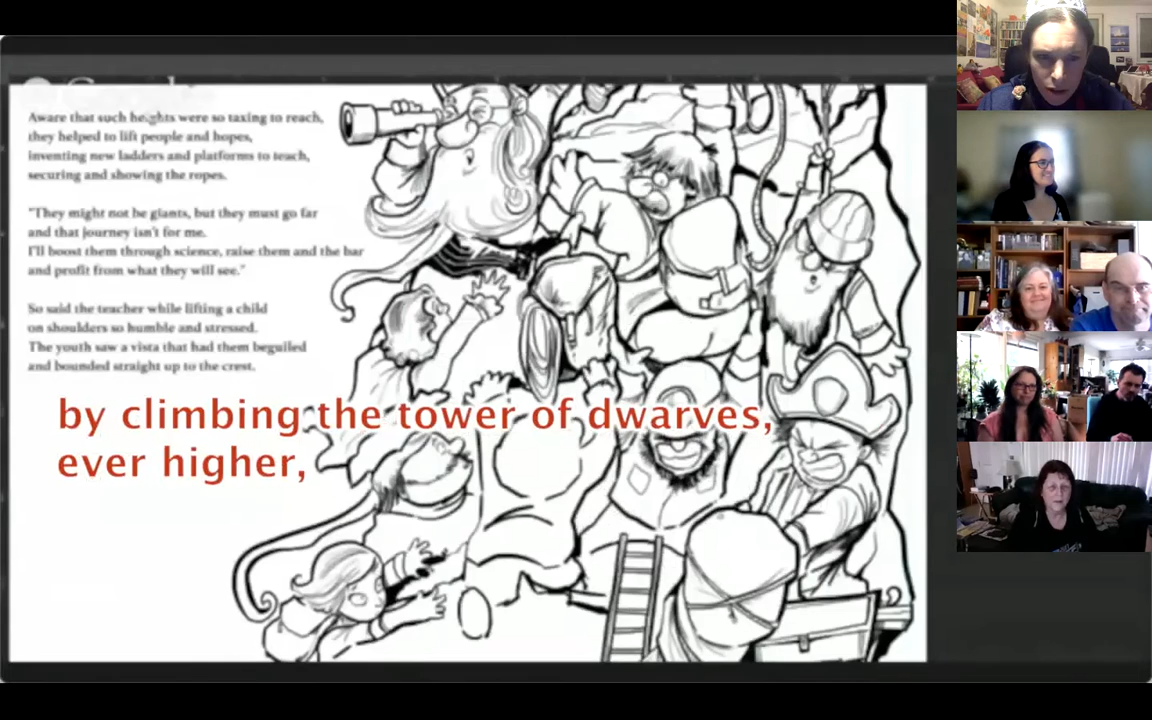 Aware that such heights were so taxing to reach,
they helped to lift people and hopes,
inventing new ladders and platforms to teach,
securing and showing the ropes.
"They might not be giants, but they must go far
and that journey isn't for me.
I'll boost them through science, raise them and the bar
and profit from what they will see."
So said the teacher while lifting a child
on shoulders so humble and stressed.
The youth saw a vista that had them beguiled
and bounded straight up to the crest.
by climbing the tower of dwarves,
ever higher,